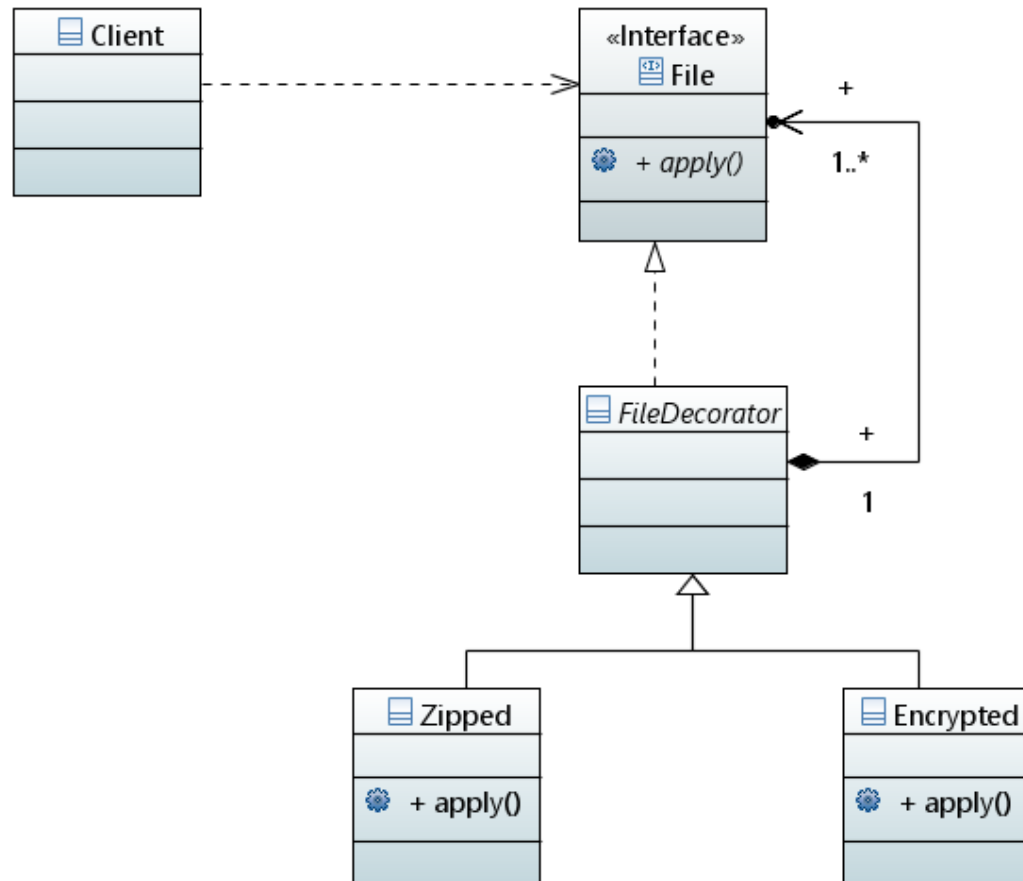 Client
«Interface»
File
+ apply()
+
1..*
FileDecorator
+
1
Zipped
+ apply()
Encrypted
+ apply()